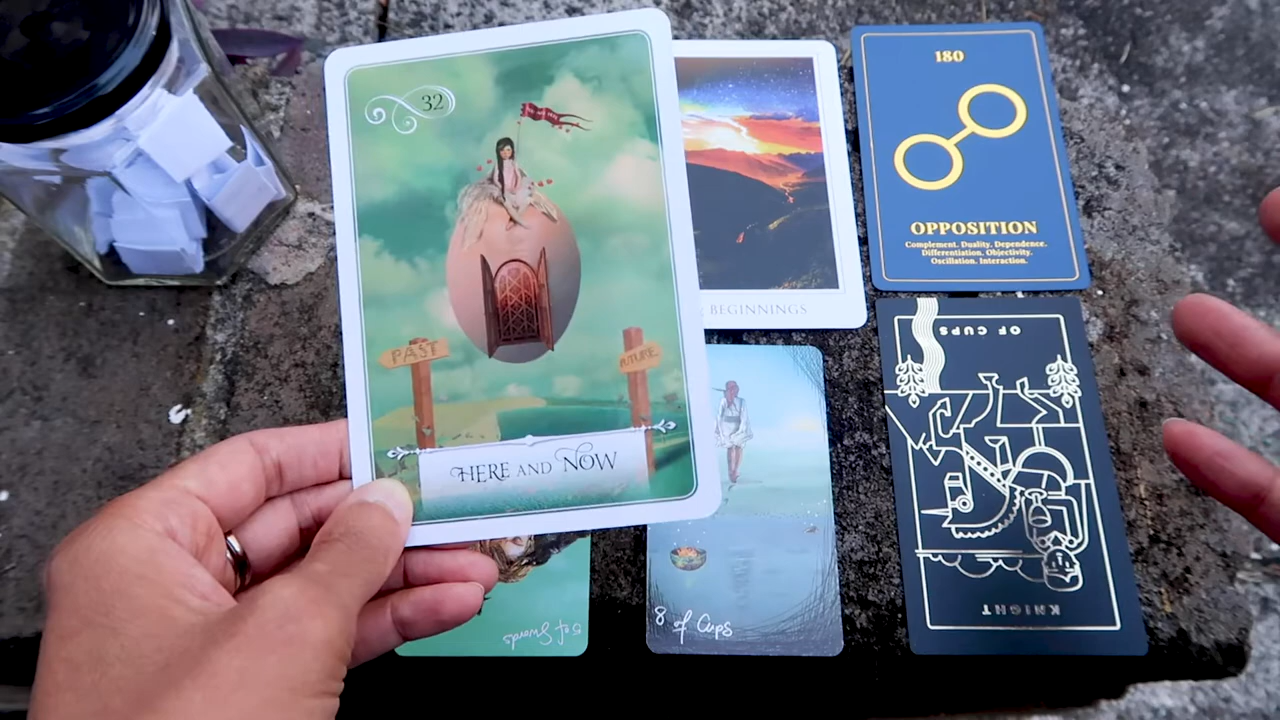 32
PAST
FUTURE
HERE AND NOW
BEGINNINGS
180
OPPOSITION
Complement. Duality. Dependence.
Differentiation. Objectivity.
Oscillation. Interaction.
5 of Swords
8 of Cups
KNIGHT
OF CUPS